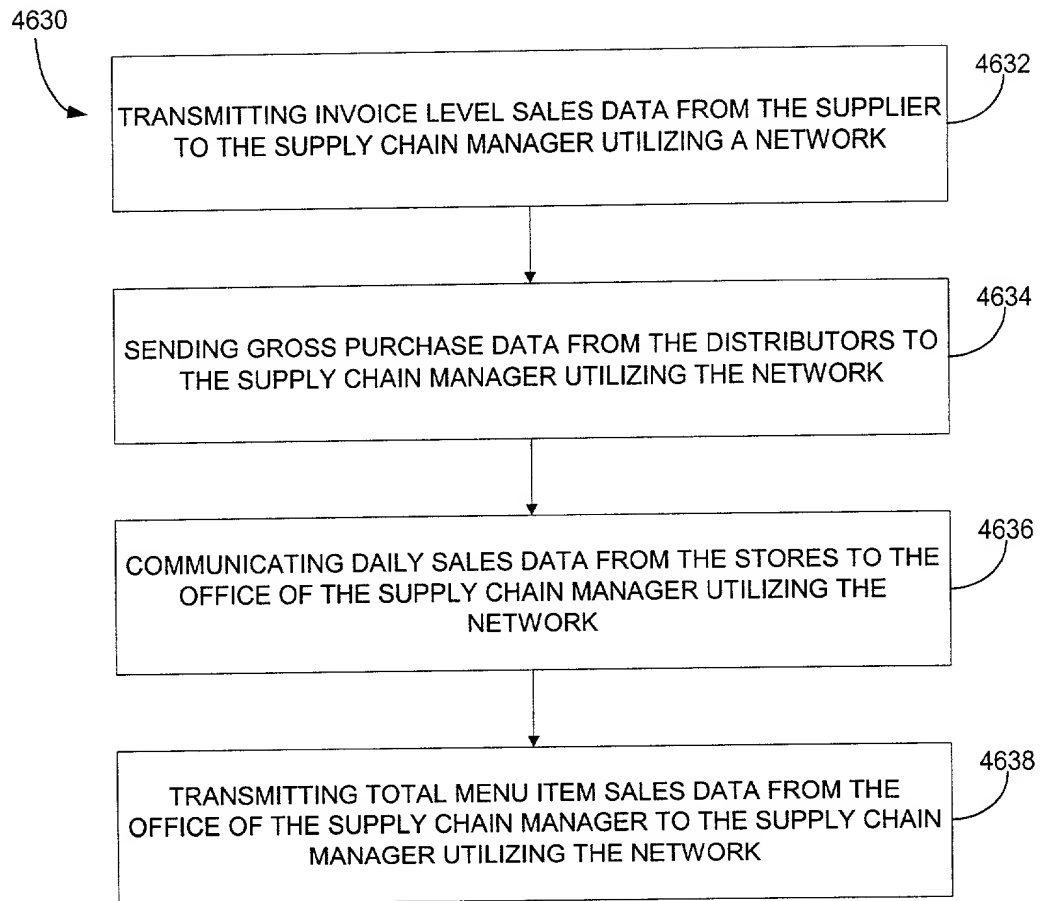 4630
4632
TRANSMITTING INVOICE LEVEL SALES DATA FROM THE SUPPLIER
TO THE SUPPLY CHAIN MANAGER UTILIZING A NETWORK
4634
SENDING GROSS PURCHASE DATA FROM THE DISTRIBUTORS TO
THE SUPPLY CHAIN MANAGER UTILIZING THE NETWORK
4636
COMMUNICATING DAILY SALES DATA FROM THE STORES TO THE
OFFICE OF THE SUPPLY CHAIN MANAGER UTILIZING THE
NETWORK
4638
TRANSMITTING TOTAL MENU ITEM SALES DATA FROM THE
OFFICE OF THE SUPPLY CHAIN MANAGER TO THE SUPPLY CHAIN
MANAGER UTILIZING THE NETWORK